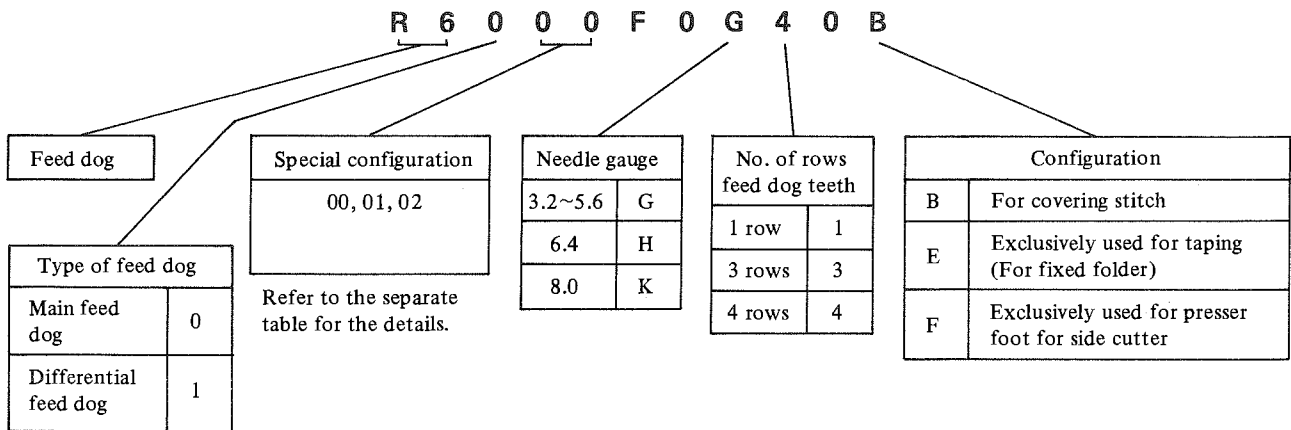 R 6 0 0 0 F 0 G 4 0 B
Feed dog
Type of feed dog
Main feed dog 0
Differential feed dog 1
Special configuration
00, 01, 02
Refer to the separate
table for the details.
Needle gauge
3.2~5.6 G
6.4 H
8.0 K
No. of rows
feed dog teeth
1 row 1
3 rows 3
4 rows 4
Configuration
B For covering stitch
E Exclusively used for taping
(For fixed folder)
F Exclusively used for presser
foot for side cutter